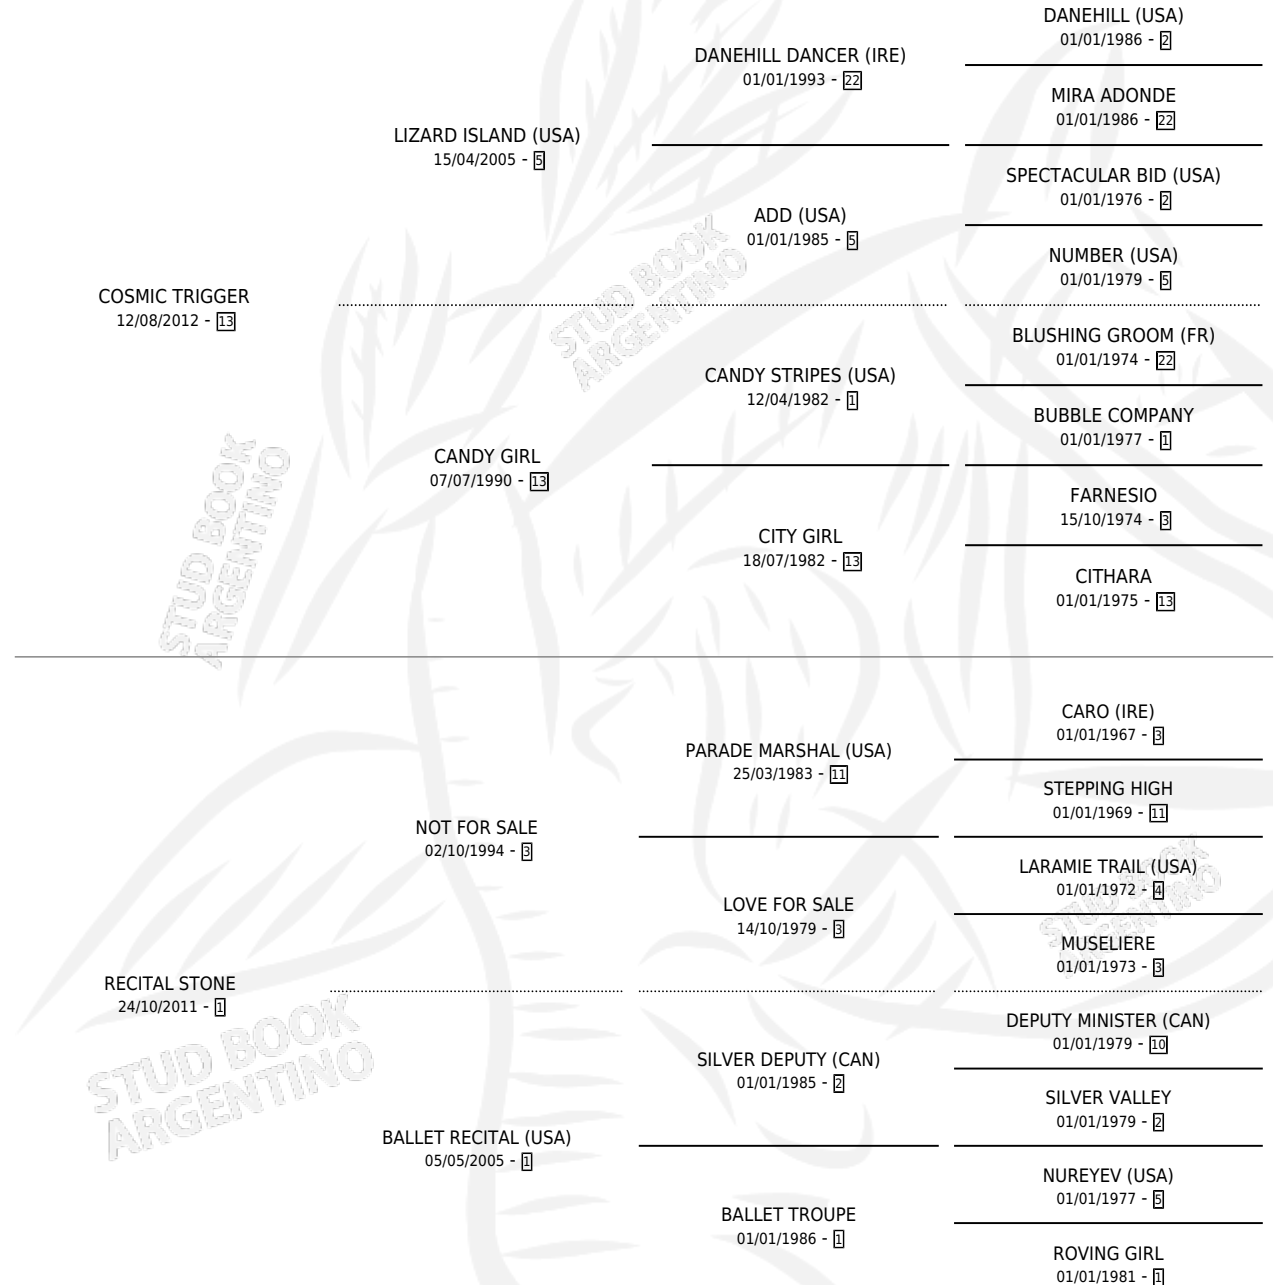 DANEHILL (USA)
01/01/1986 - 2
DANEHILL DANCER (IRE)
01/01/1993 - 22
MIRA ADONDE
01/01/1986 - 22
LIZARD ISLAND (USA)
15/04/2005 - 5
SPECTACULAR BID (USA)
01/01/1976 - 2
ADD (USA)
01/01/1985 - 5
NUMBER (USA)
01/01/1979 - 5
COSMIC TRIGGER
12/08/2012 - 13
STUD BOOK
ARGENTINO
BLUSHING GROOM (FR)
01/01/1974 - 22
CANDY STRIPES (USA)
12/04/1982 - 1
BUBBLE COMPANY
01/01/1977 - 1
CANDY GIRL
07/07/1990 - 13
FARNESIO
15/10/1974 - 3
CITY GIRL
18/07/1982 - 13
CITHARA
01/01/1975 - 13
STUD BOOK
ARGENTINO
CARO (IRE)
01/01/1967 - 3
PARADE MARSHAL (USA)
25/03/1983 - 11
STEPPING HIGH
01/01/1969 - 11
NOT FOR SALE
02/10/1994 - 3
LARAMIE TRAIL (USA)
01/01/1972 - 4
LOVE FOR SALE
14/10/1979 - 3
MUSELIERE
01/01/1973 - 3
STUD BOOK
ARGENTINO
RECITAL STONE
24/10/2011 - 1
DEPUTY MINISTER (CAN)
01/01/1979 - 10
SILVER DEPUTY (CAN)
01/01/1985 - 2
SILVER VALLEY
01/01/1979 - 2
STUD BOOK
ARGENTINO
BALLET RECITAL (USA)
05/05/2005 - 1
NUREYEV (USA)
01/01/1977 - 5
BALLET TROUPE
01/01/1986 - 1
ROVING GIRL
01/01/1981 - 1